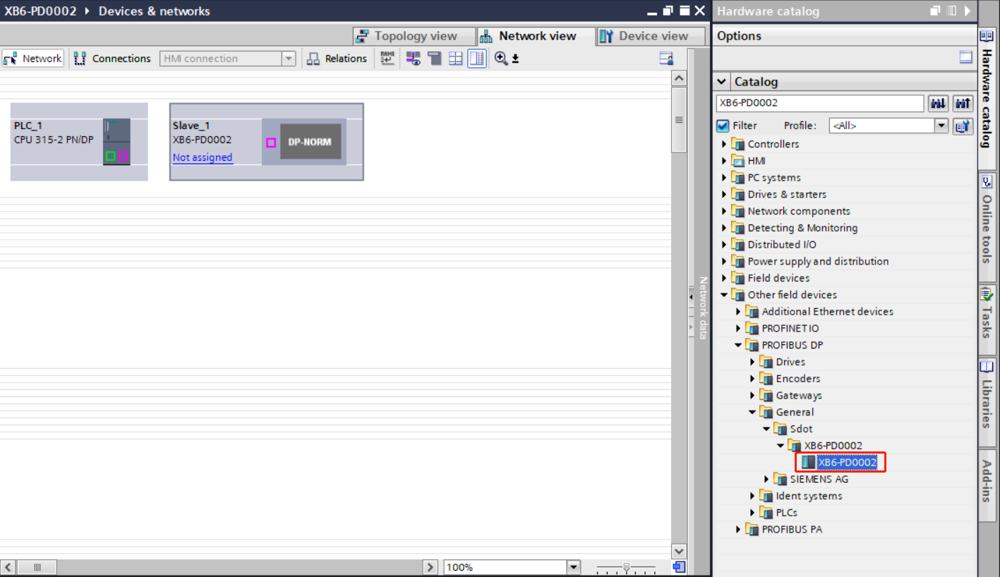 XB6-PD0002 Devices & networks
Topology view Network view Device view
Network Connections HMI connection Relations
NAME
100%
PLC_1
CPU 315-2 PN/DP
Slave_1
XB6-PD0002
Not assigned
DP-NORM
100%
Network data
Hardware catalog
Options
Catalog
XB6-PD0002
Filter Profile: <All>
Controllers
HMI
PC systems
Drives & starters
Network components
Detecting & Monitoring
Distributed I/O
Power supply and distribution
Field devices
Other field devices
Additional Ethernet devices
PROFINET IO
PROFIBUS DP
Drives
Encoders
Gateways
General
Sdot
XB6-PD0002
XB6-PD0002
SIEMENS AG
Ident systems
PLCs
PROFIBUS PA
Hardware catalog
Online tools
Tasks
Libraries
Add-ins